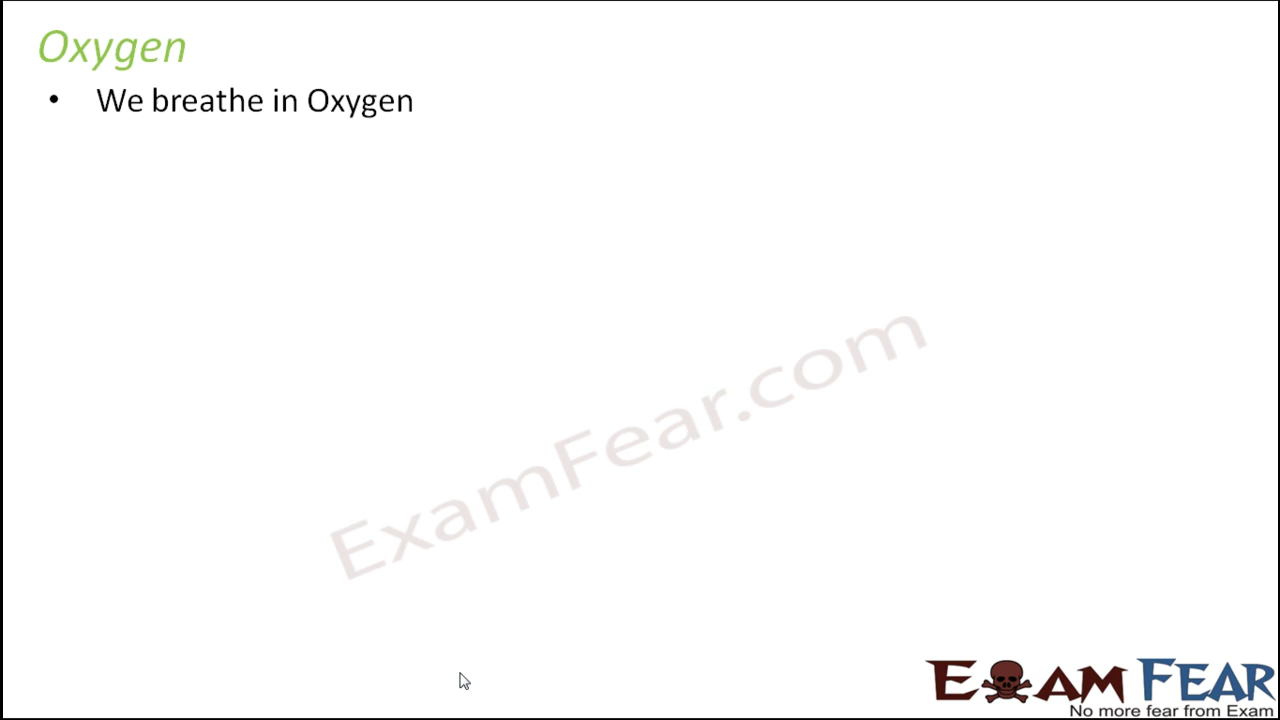 Oxygen
• We breathe in Oxygen
ExamFear.com
EXAM FEAR
No more fear from Exam